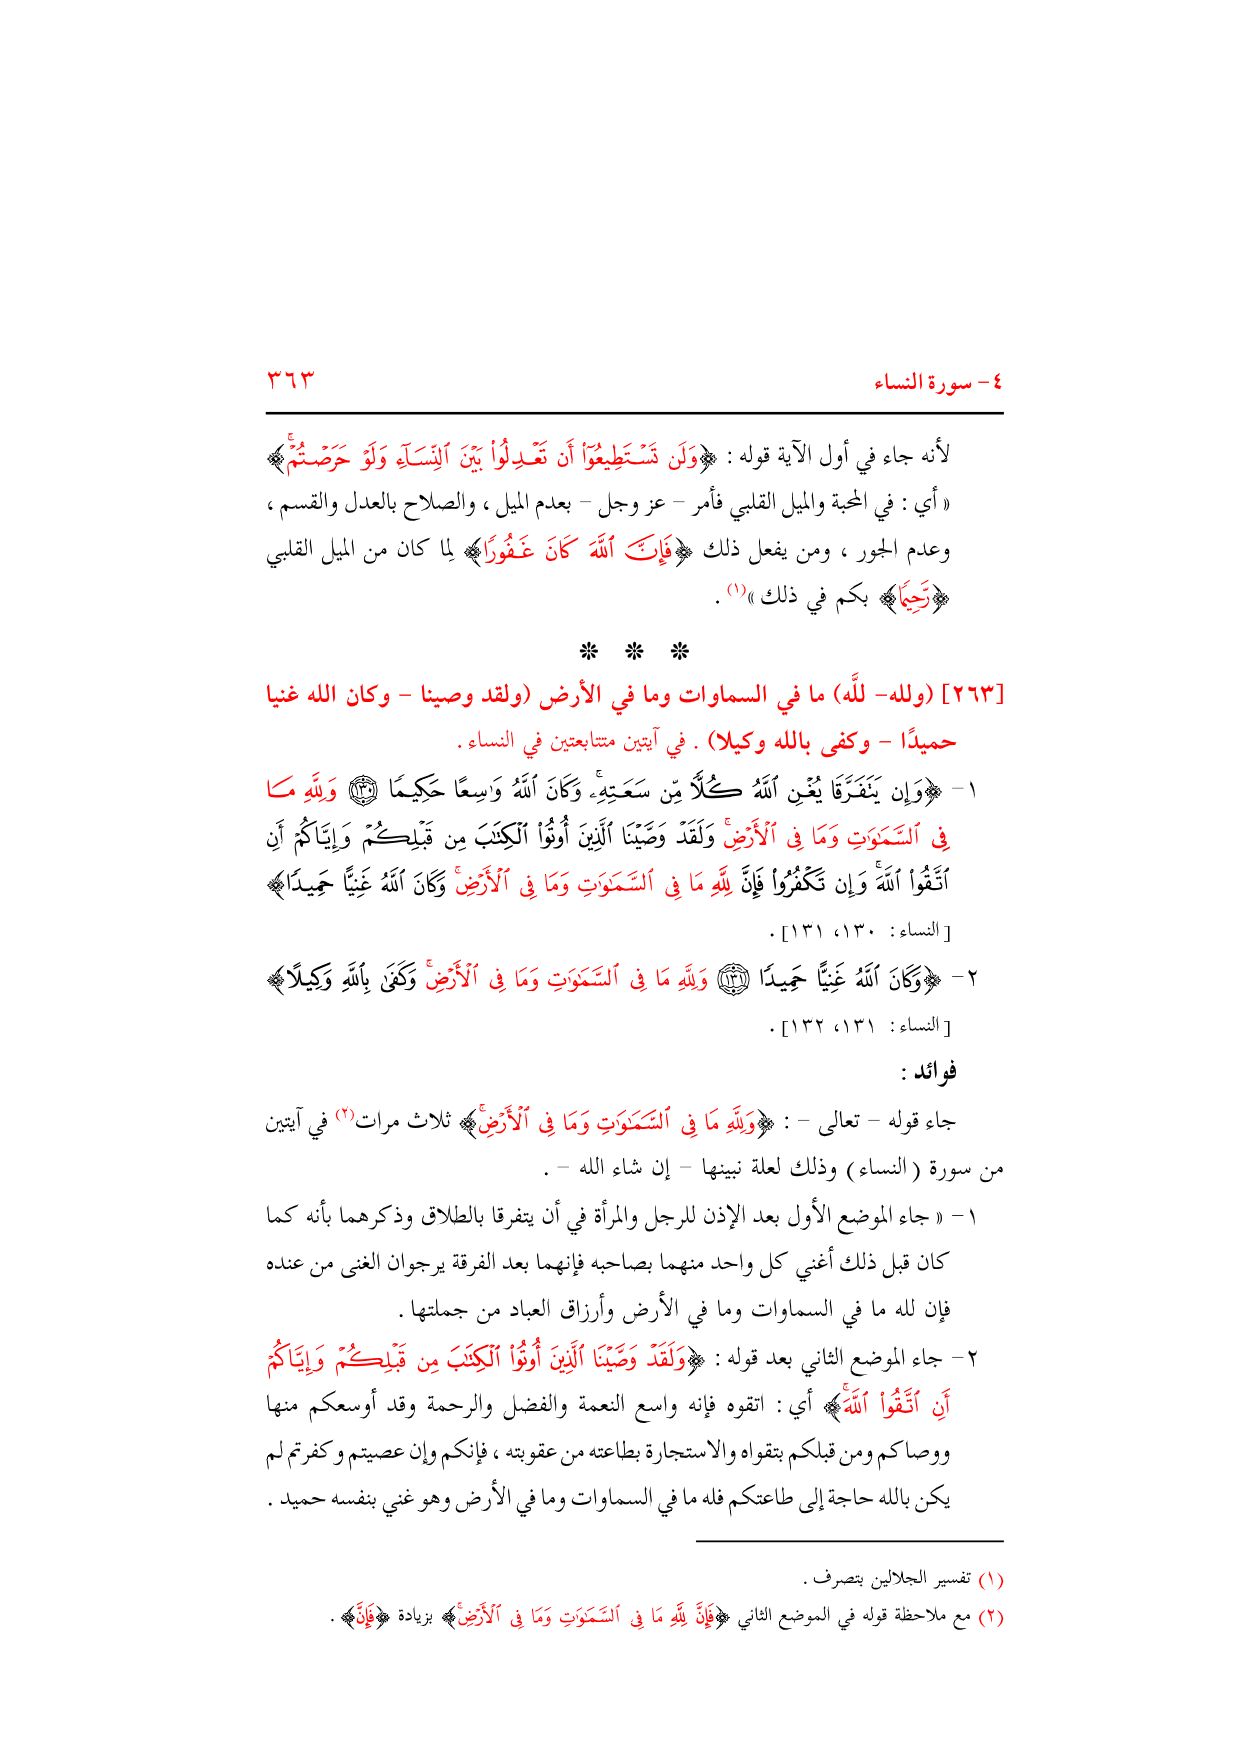 ٤- سورة النساء ٣٦٣
لأنه جاء في أول الآية قوله : ﴿وَلَن تَسْتَطِيعُوٓا۟ أَن تَعْدِلُوا۟ بَيْنَ ٱلنِّسَآءِ وَلَوْ حَرَصْتُمْ ۖ﴾
« أي : في المحبة والميل القلبي فأمر – عز وجل – بعدم الميل ، والصلاح بالعدل والقسم ،
وعدم الجور ، ومن يفعل ذلك ﴿فَإِنَّ ٱللَّهَ كَانَ غَفُورًا﴾ لِما كان من الميل القلبي
﴿رَّحِيمًا﴾ بكم في ذلك »(١) .
❊ ❊ ❊
[٢٦٣] (ولله- للَّه) ما في السماوات وما في الأرض (ولقد وصينا – وكان الله غنيا
حميدًا – وكفى بالله وكيلا) . في آيتين متتابعتين في النساء .
١- ﴿وَإِن يَتَفَرَّقَا يُغْنِ ٱللَّهُ كُلًّا مِّن سَعَتِهِۦ ۚ وَكَانَ ٱللَّهُ وَٰسِعًا حَكِيمًا ١٣٠ وَلِلَّهِ مَا
فِى ٱلسَّمَٰوَٰتِ وَمَا فِى ٱلْأَرْضِ ۗ وَلَقَدْ وَصَّيْنَا ٱلَّذِينَ أُوتُوا۟ ٱلْكِتَٰبَ مِن قَبْلِكُمْ وَإِيَّاكُمْ أَنِ
ٱتَّقُوا۟ ٱللَّهَ ۚ وَإِن تَكْفُرُوا۟ فَإِنَّ لِلَّهِ مَا فِى ٱلسَّمَٰوَٰتِ وَمَا فِى ٱلْأَرْضِ ۚ وَكَانَ ٱللَّهُ غَنِيًّا حَمِيدًا﴾
[النساء : ١٣٠، ١٣١] .
٢- ﴿وَكَانَ ٱللَّهُ غَنِيًّا حَمِيدًا ١٣١ وَلِلَّهِ مَا فِى ٱلسَّمَٰوَٰتِ وَمَا فِى ٱلْأَرْضِ ۚ وَكَفَىٰ بِٱللَّهِ وَكِيلًا﴾
[النساء : ١٣١، ١٣٢] .
فوائد :
جاء قوله – تعالى – : ﴿وَلِلَّهِ مَا فِى ٱلسَّمَٰوَٰتِ وَمَا فِى ٱلْأَرْضِ ۚ﴾ ثلاث مرات(٢) في آيتين
من سورة ( النساء ) وذلك لعلة نبينها – إن شاء الله – .
١- « جاء الموضع الأول بعد الإذن للرجل والمرأة في أن يتفرقا بالطلاق وذكرهما بأنه كما
كان قبل ذلك أغني كل واحد منهما بصاحبه فإنهما بعد الفرقة يرجوان الغنى من عنده
فإن لله ما في السماوات وما في الأرض وأرزاق العباد من جملتها .
٢- جاء الموضع الثاني بعد قوله : ﴿وَلَقَدْ وَصَّيْنَا ٱلَّذِينَ أُوتُوا۟ ٱلْكِتَٰبَ مِن قَبْلِكُمْ وَإِيَّاكُمْ
أَنِ ٱتَّقُوا۟ ٱللَّهَ ۚ﴾ أي : اتقوه فإنه واسع النعمة والفضل والرحمة وقد أوسعكم منها
ووصاكم ومن قبلكم بتقواه والاستجارة بطاعته من عقوبته ، فإنكم وإن عصيتم وكفرتم لم
يكن بالله حاجة إلى طاعتكم فله ما في السماوات وما في الأرض وهو غني بنفسه حميد .
(١) تفسير الجلالين بتصرف .
(٢) مع ملاحظة قوله في الموضع الثاني ﴿فَإِنَّ لِلَّهِ مَا فِى ٱلسَّمَٰوَٰتِ وَمَا فِى ٱلْأَرْضِ ۚ﴾ بزيادة ﴿فَإِنَّ﴾ .